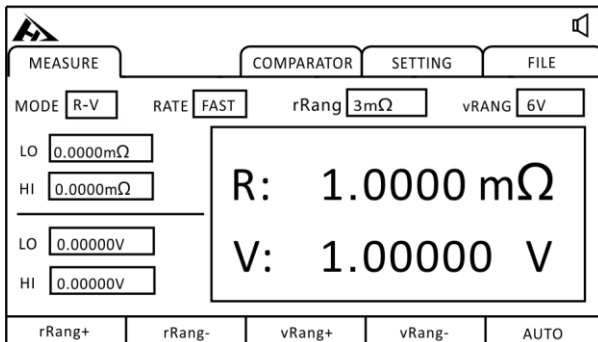 MEASURE COMPARATOR SETTING FILE
MODE R-V RATE FAST rRang 3mΩ vRANG 6V
LO 0.0000mΩ
HI 0.0000mΩ
R: 1.0000 mΩ
LO 0.00000V
HI 0.00000V
V: 1.00000 V
rRang+ rRang- vRang+ vRang- AUTO